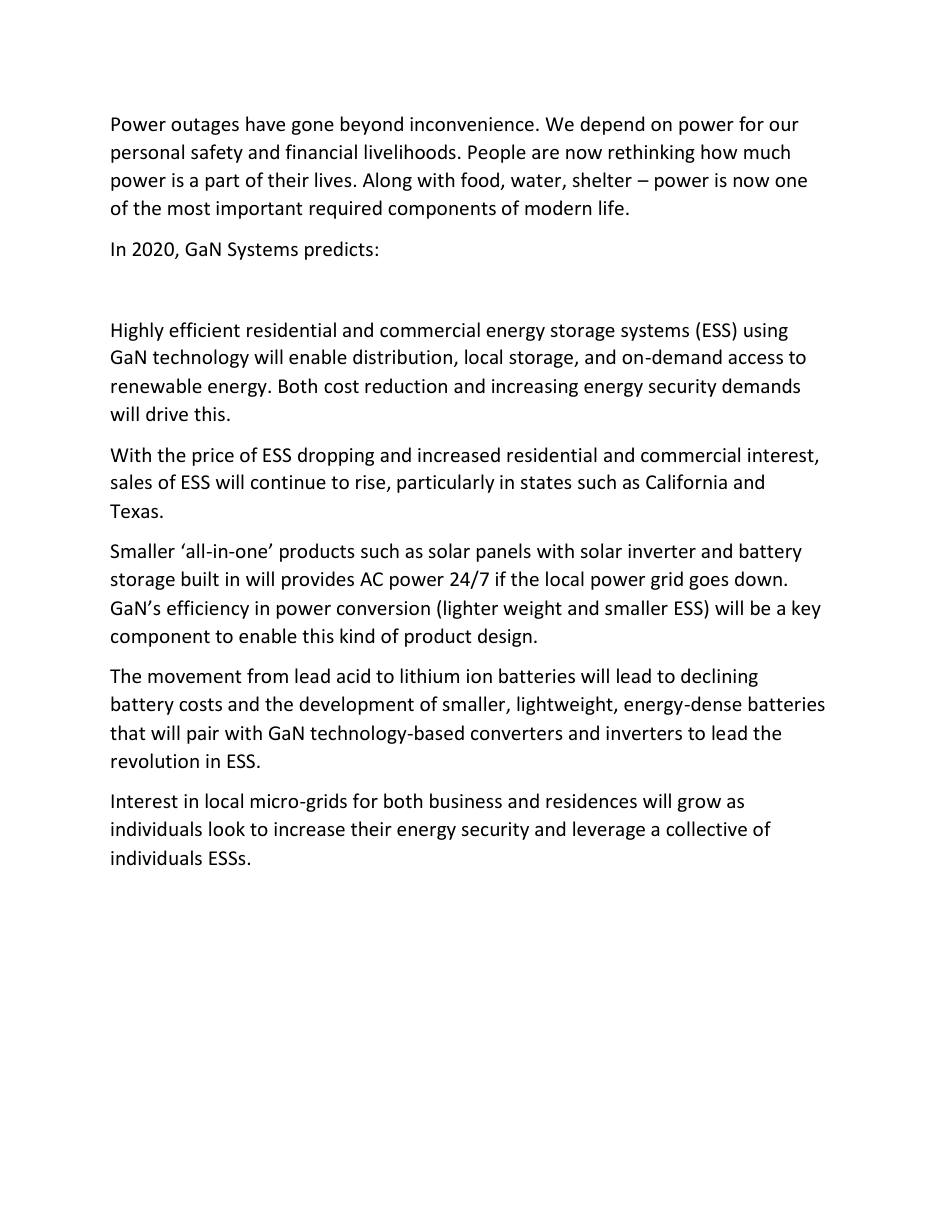 Power outages have gone beyond inconvenience. We depend on power for our
personal safety and financial livelihoods. People are now rethinking how much
power is a part of their lives. Along with food, water, shelter – power is now one
of the most important required components of modern life.
In 2020, GaN Systems predicts:
Highly efficient residential and commercial energy storage systems (ESS) using
GaN technology will enable distribution, local storage, and on-demand access to
renewable energy. Both cost reduction and increasing energy security demands
will drive this.
With the price of ESS dropping and increased residential and commercial interest,
sales of ESS will continue to rise, particularly in states such as California and
Texas.
Smaller ‘all-in-one’ products such as solar panels with solar inverter and battery
storage built in will provides AC power 24/7 if the local power grid goes down.
GaN’s efficiency in power conversion (lighter weight and smaller ESS) will be a key
component to enable this kind of product design.
The movement from lead acid to lithium ion batteries will lead to declining
battery costs and the development of smaller, lightweight, energy-dense batteries
that will pair with GaN technology-based converters and inverters to lead the
revolution in ESS.
Interest in local micro-grids for both business and residences will grow as
individuals look to increase their energy security and leverage a collective of
individuals ESSs.